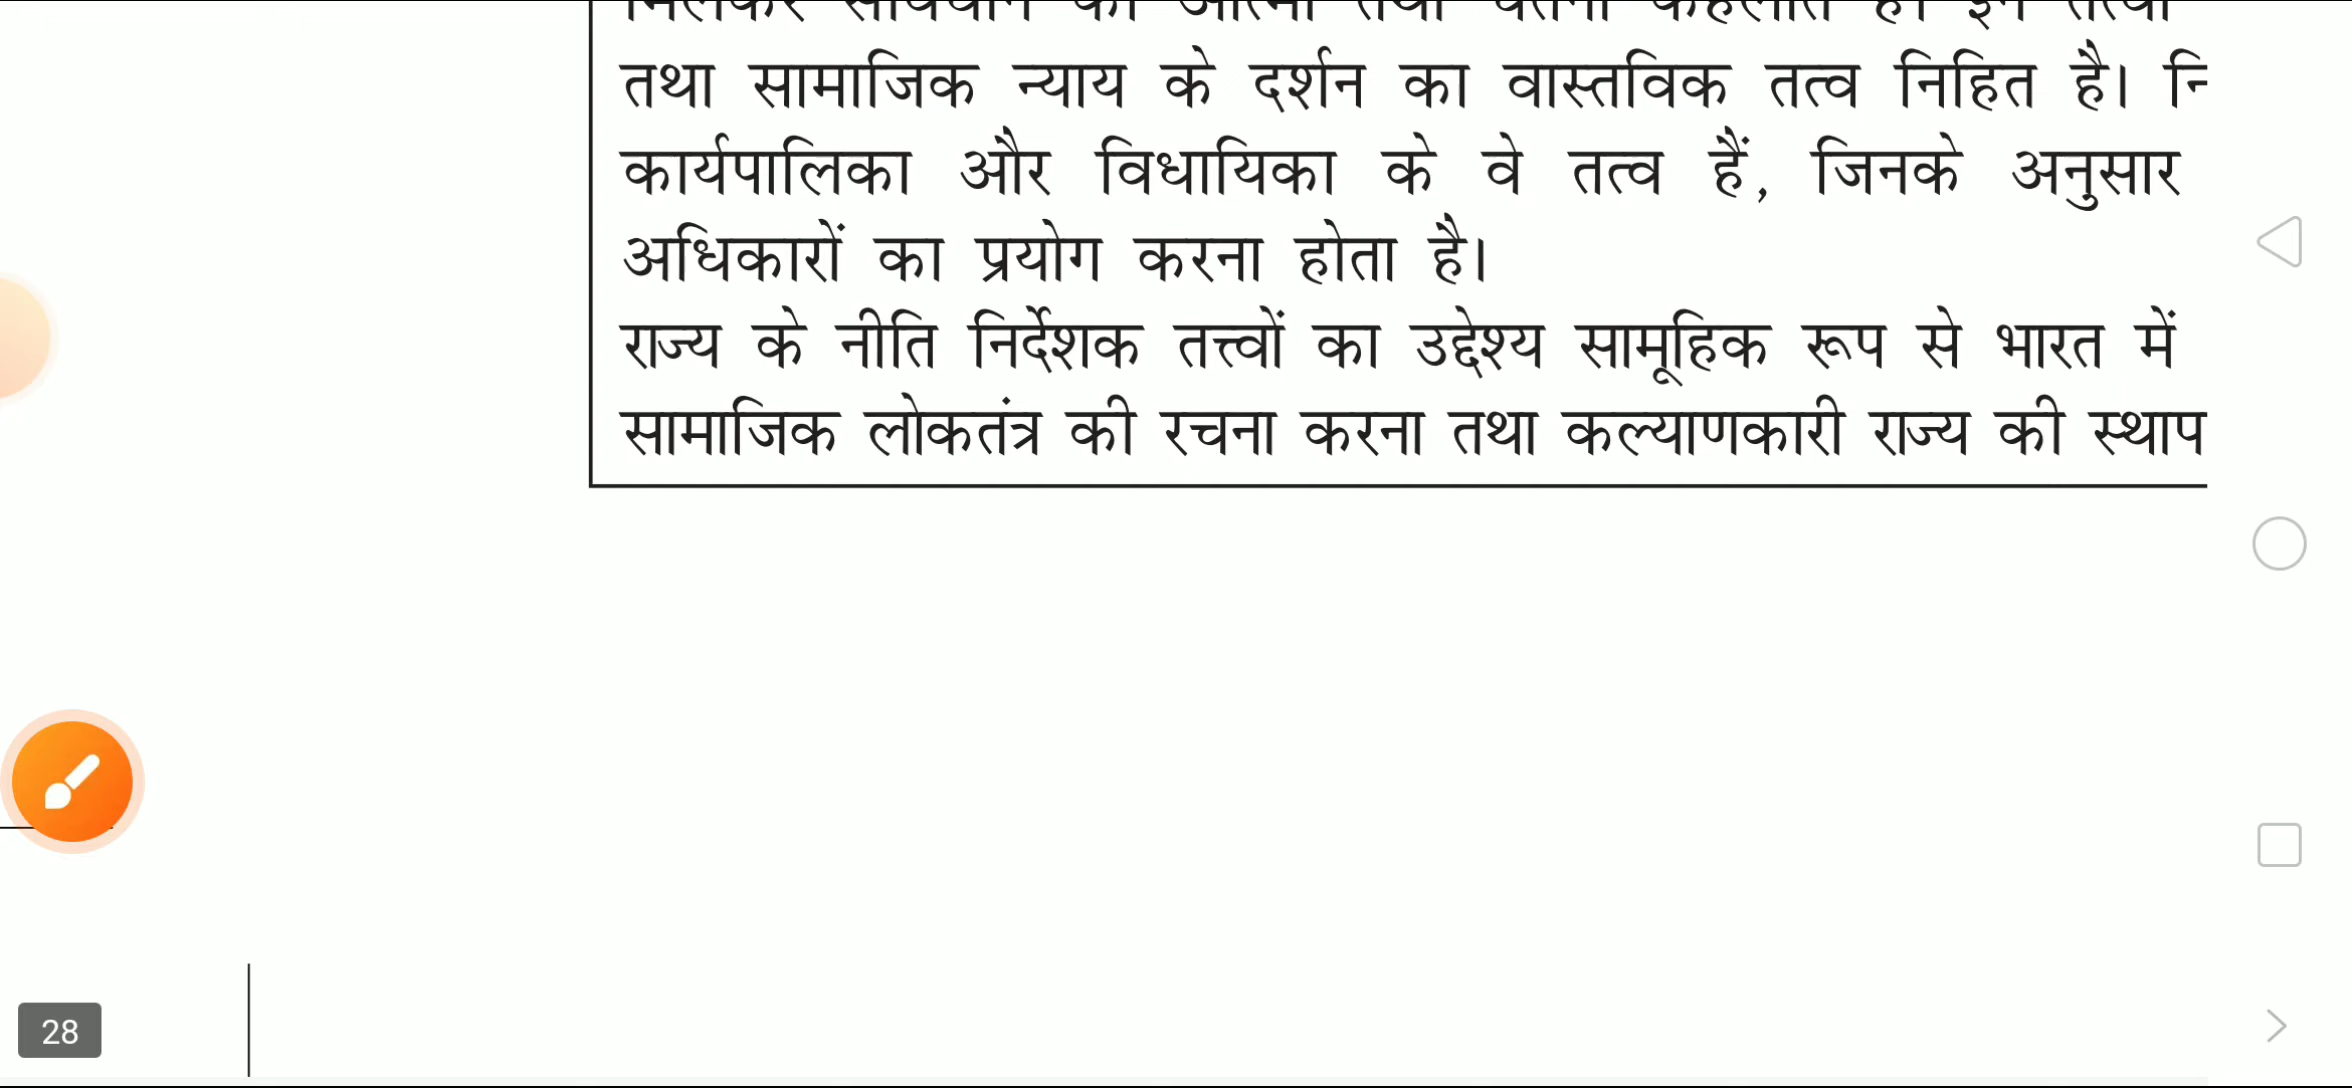 तथा सामाजिक न्याय के दर्शन का वास्तविक तत्व निहित है।
कार्यपालिका और विधायिका के वे तत्व हैं, जिनके अनुसार
अधिकारों का प्रयोग करना होता है।
राज्य के नीति निर्देशक तत्त्वों का उद्देश्य सामूहिक रूप से भारत में
सामाजिक लोकतंत्र की रचना करना तथा कल्याणकारी राज्य की स्थाप
28